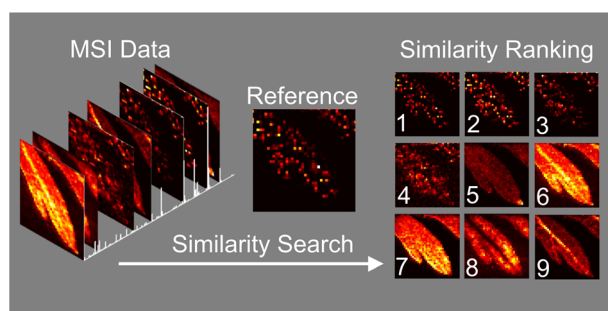 MSI Data
Similarity Ranking
Reference
1 2 3
4 5 6
7 8 9
Similarity Search